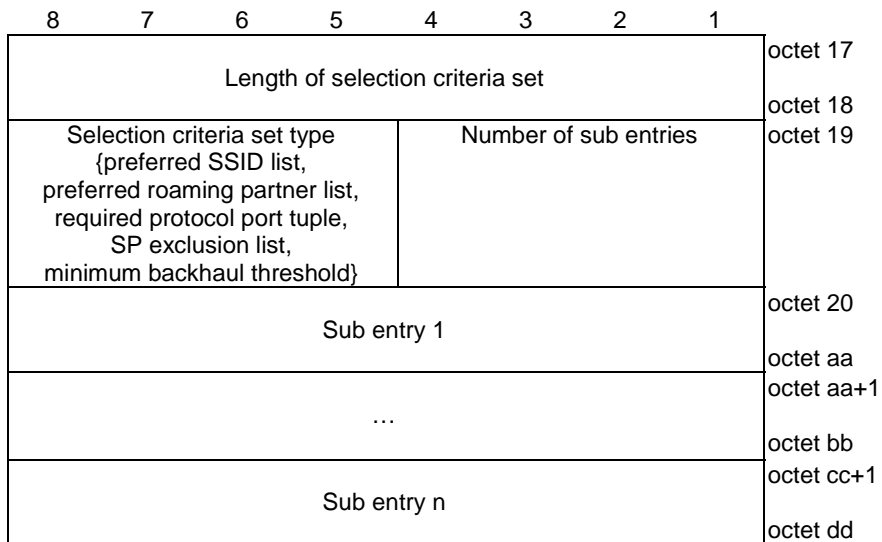 8 7 6 5 4 3 2 1
octet 17
Length of selection criteria set
octet 18
Selection criteria set type
{preferred SSID list,
preferred roaming partner list,
required protocol port tuple,
SP exclusion list,
minimum backhaul threshold}
Number of sub entries
octet 19
octet 20
Sub entry 1
octet aa
octet aa+1
…
octet bb
octet cc+1
Sub entry n
octet dd